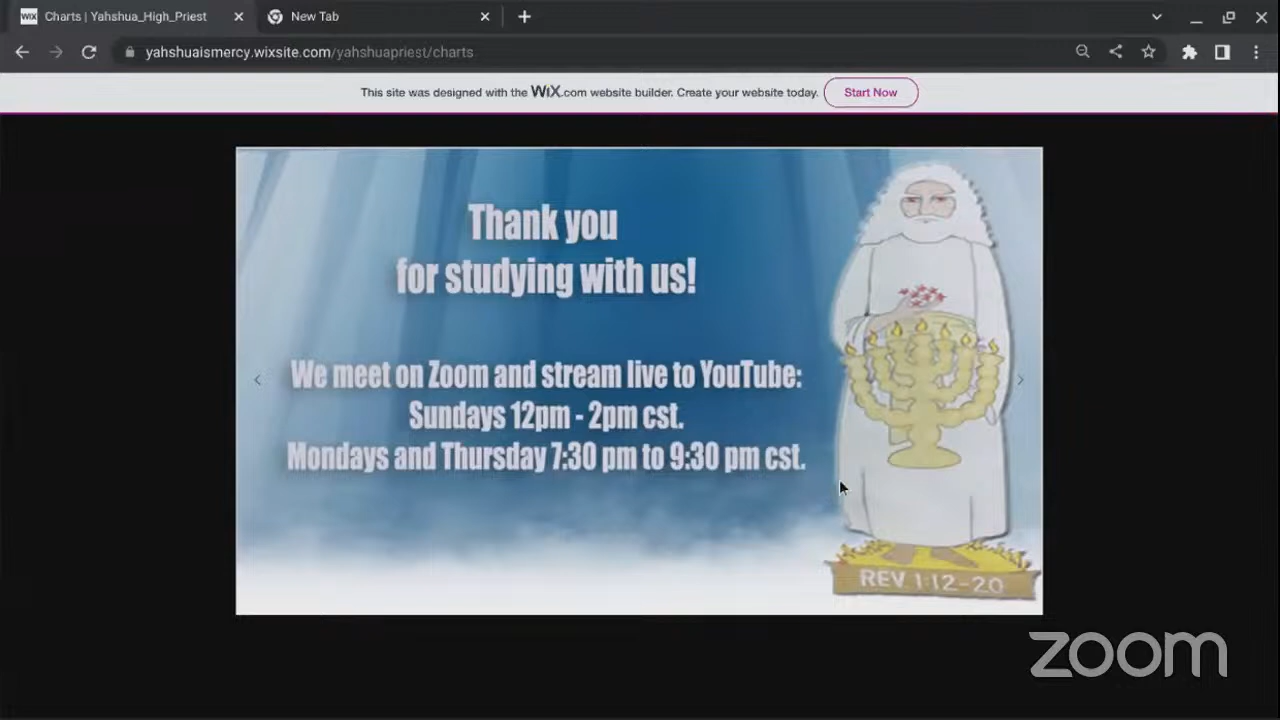 WiX Charts | Yahshua_High_Priest
New Tab
yahshuaismercy.wixsite.com/yahshuapriest/charts
This site was designed with the WiX.com website builder. Create your website today.
Start Now
Thank you
for studying with us!
We meet on Zoom and stream live to YouTube:
Sundays 12pm - 2pm cst.
Mondays and Thursday 7:30 pm to 9:30 pm cst.
REV 1:12-20
zoom